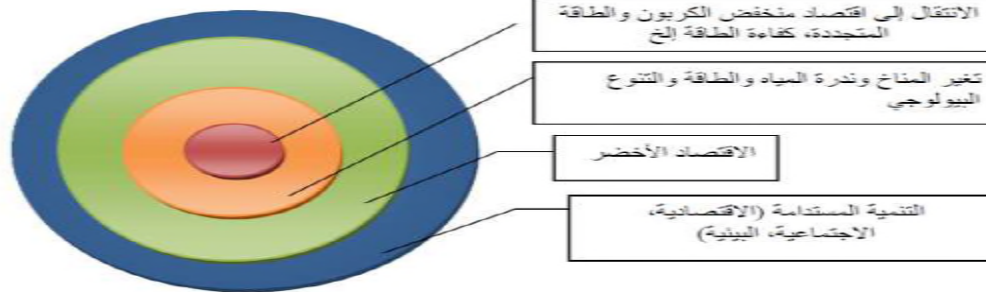 الانتقال إلى اقتصاد منخفض الكربون والطاقة
المتجددة، كفاءة الطاقة إلخ
تغير المناخ وندرة المياه والطاقة والتنوع
البيولوجي
الاقتصاد الأخضر
التنمية المستدامة (الاقتصادية،
الاجتماعية، البيئية)